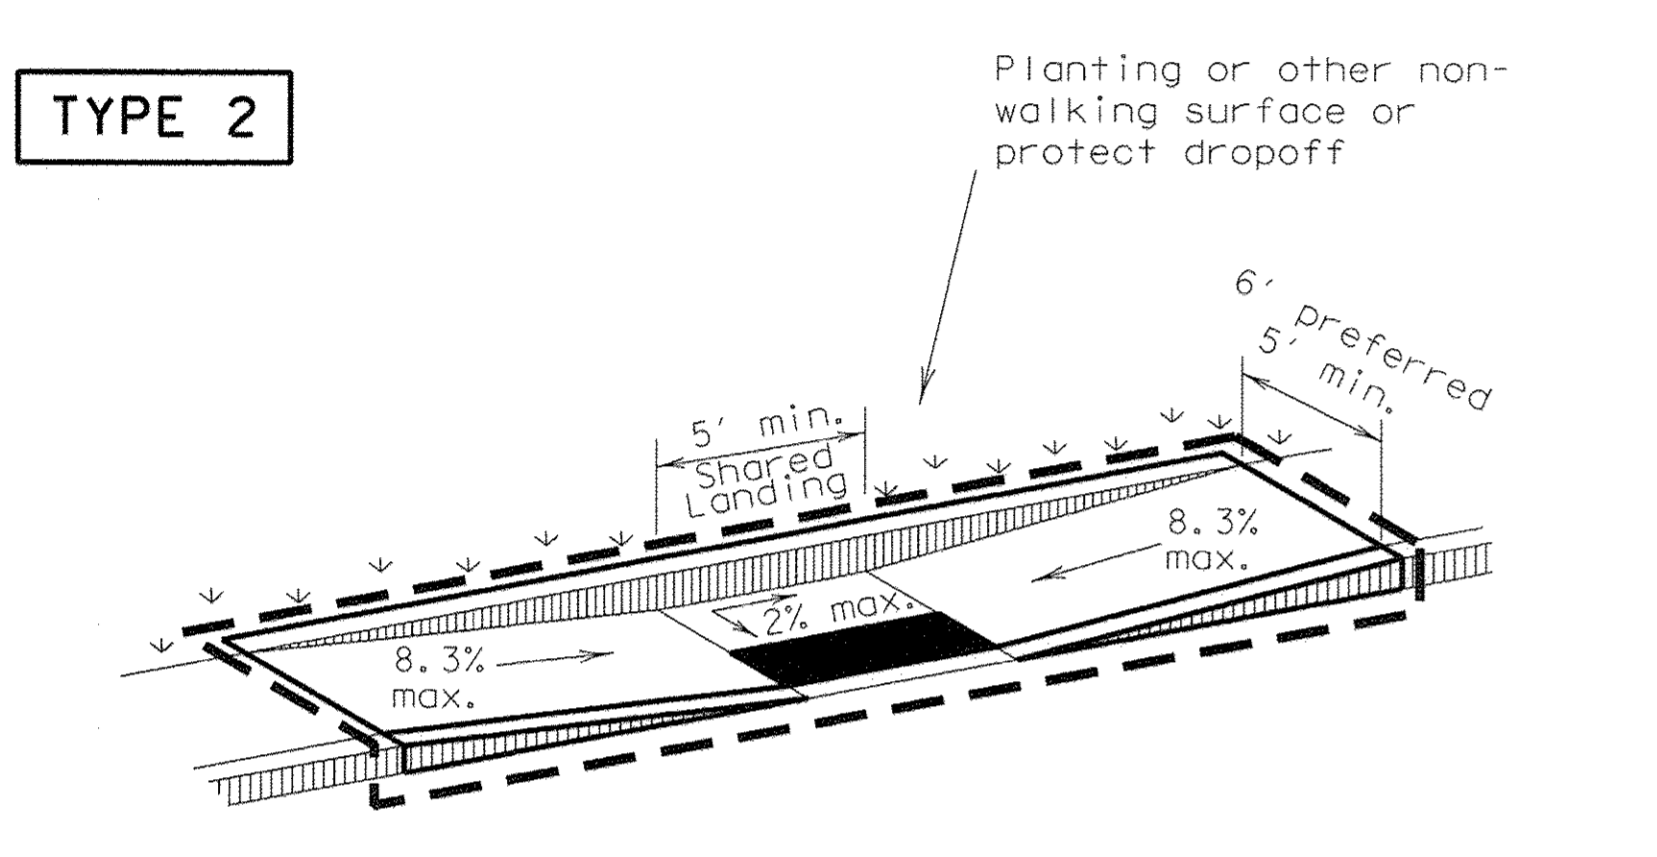 TYPE 2
Planting or other non-
walking surface or
protect dropoff
6' preferred
5' min.
5' min.
Shared
Landing
8.3%
max.
2% max.
8.3%
max.